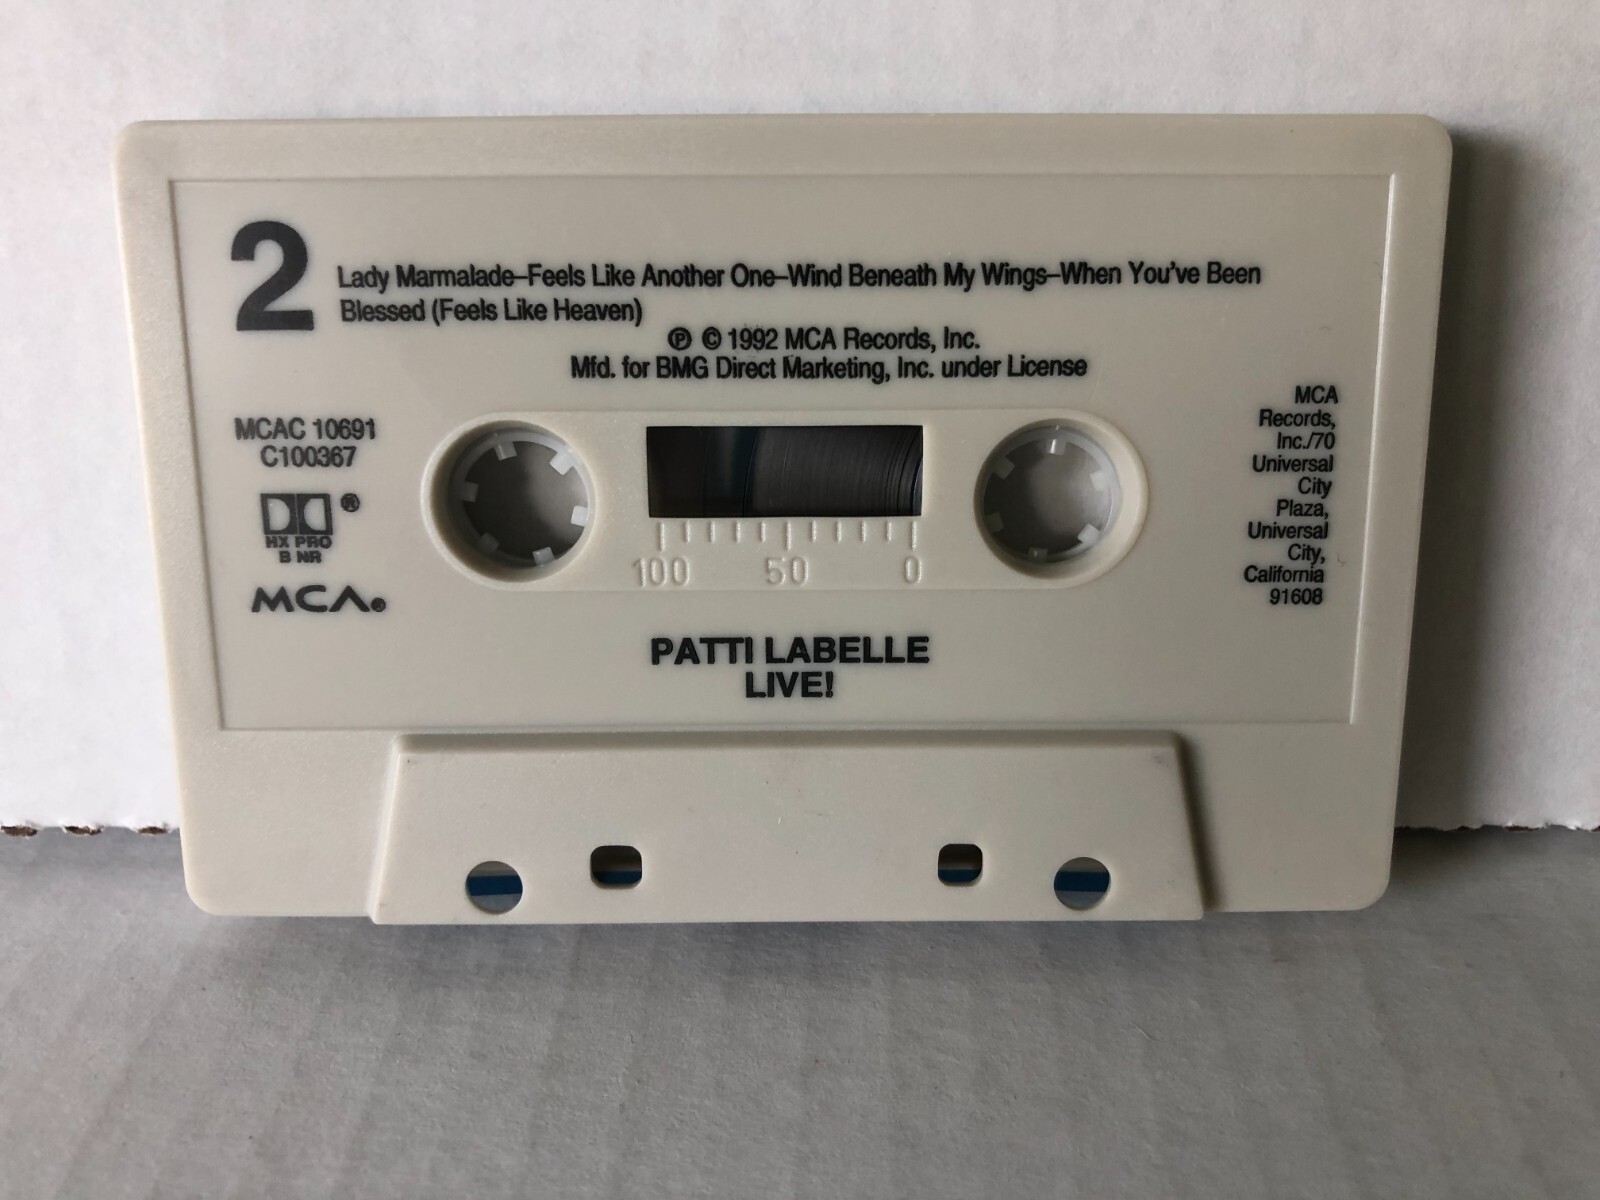 2
Lady Marmalade–Feels Like Another One–Wind Beneath My Wings–When You've Been
Blessed (Feels Like Heaven)
℗ © 1992 MCA Records, Inc.
Mfd. for BMG Direct Marketing, Inc. under License
MCAC 10691
C100367
®
HX PRO
B NR
MCA®
100 50 0
MCA
Records,
Inc./70
Universal
City
Plaza,
Universal
City,
California
91608
PATTI LABELLE
LIVE!